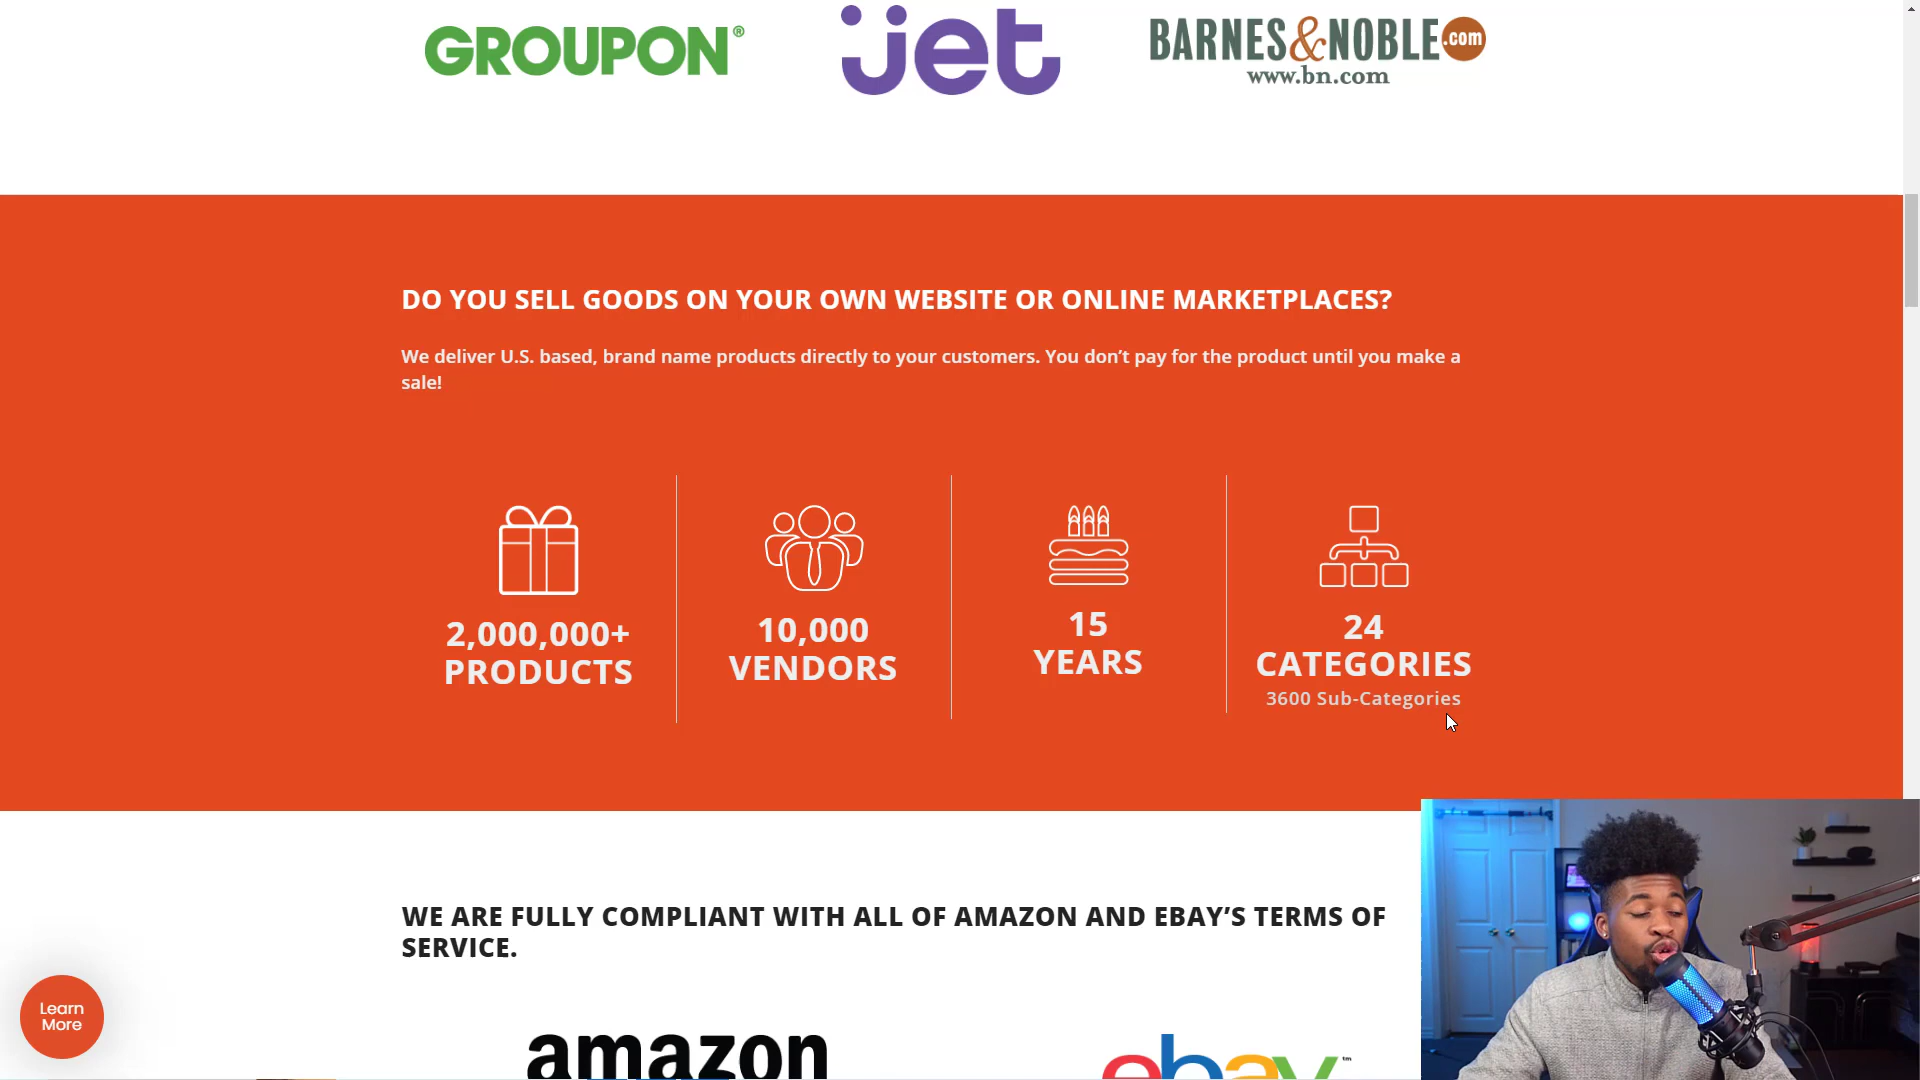 GROUPON®
jet
BARNES&NOBLE.com
www.bn.com
DO YOU SELL GOODS ON YOUR OWN WEBSITE OR ONLINE MARKETPLACES?
We deliver U.S. based, brand name products directly to your customers. You don’t pay for the product until you make a
sale!
2,000,000+
PRODUCTS
10,000
VENDORS
15
YEARS
24
CATEGORIES
3600 Sub-Categories
WE ARE FULLY COMPLIANT WITH ALL OF AMAZON AND EBAY’S TERMS OF
SERVICE.
Learn
More
amazon
ebay™